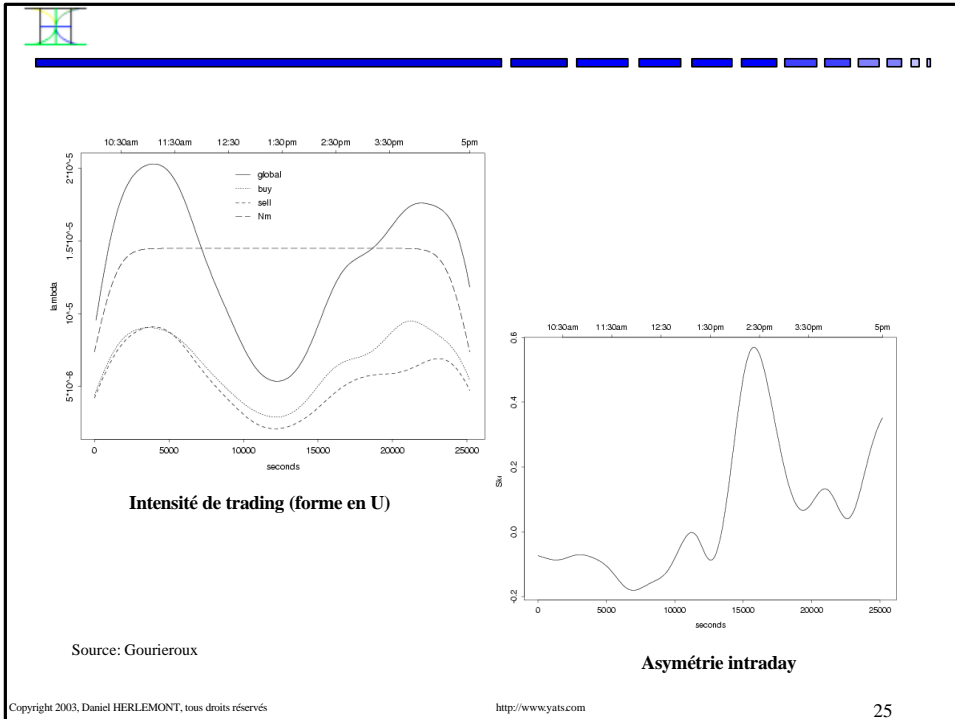 10:30am 11:30am 12:30 1:30pm 2:30pm 3:30pm 5pm
global
buy
sell
Nm
lambda
5*10^-6 10^-5 1.5*10^-5 2*10^-5
0 5000 10000 15000 20000 25000
seconds
Intensité de trading (forme en U)
10:30am 11:30am 12:30 1:30pm 2:30pm 3:30pm 5pm
-0.2 0.0 0.2 0.4 0.6
0 5000 10000 15000 20000 25000
seconds
Asymétrie intraday
Source: Gourieroux
Copyright 2003, Daniel HERLEMONT, tous droits réservés
http://www.yats.com
25